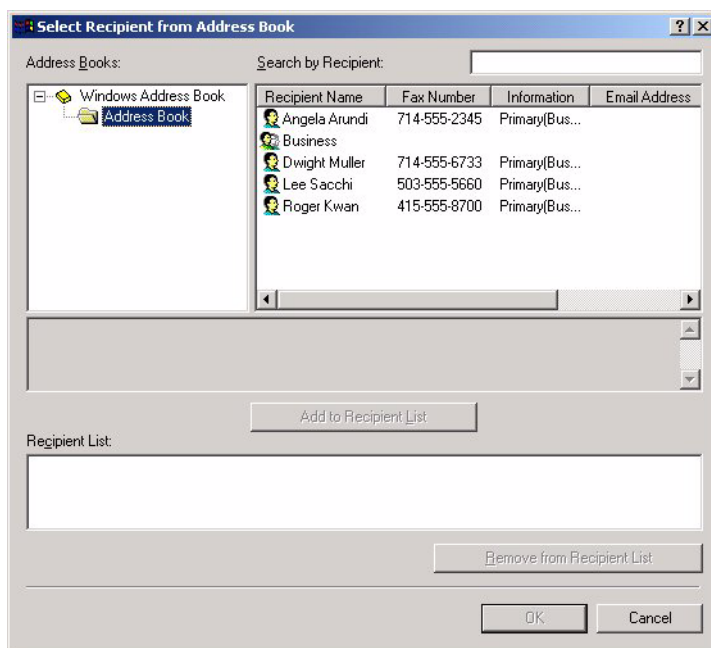 Select Recipient from Address Book
Address Books:
Search by Recipient:
Windows Address Book
Address Book
Recipient Name Fax Number Information Email Address
Angela Arundi 714-555-2345 Primary(Bus...
Business
Dwight Muller 714-555-6733 Primary(Bus...
Lee Sacchi 503-555-5660 Primary(Bus...
Roger Kwan 415-555-8700 Primary(Bus...
Add to Recipient List
Recipient List:
Remove from Recipient List
OK Cancel